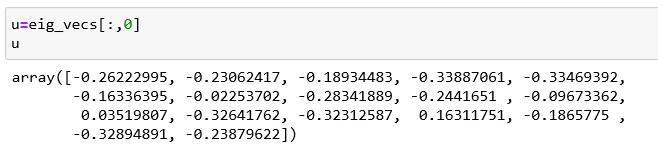 u=eig_vecs[:,0]
u
array([-0.26222995, -0.23062417, -0.18934483, -0.33887061, -0.33469392,
       -0.16336395, -0.02253702, -0.28341889, -0.2441651 , -0.09673362,
        0.03519807, -0.32641762, -0.32312587,  0.16311751, -0.1865775 ,
       -0.32894891, -0.23879622])